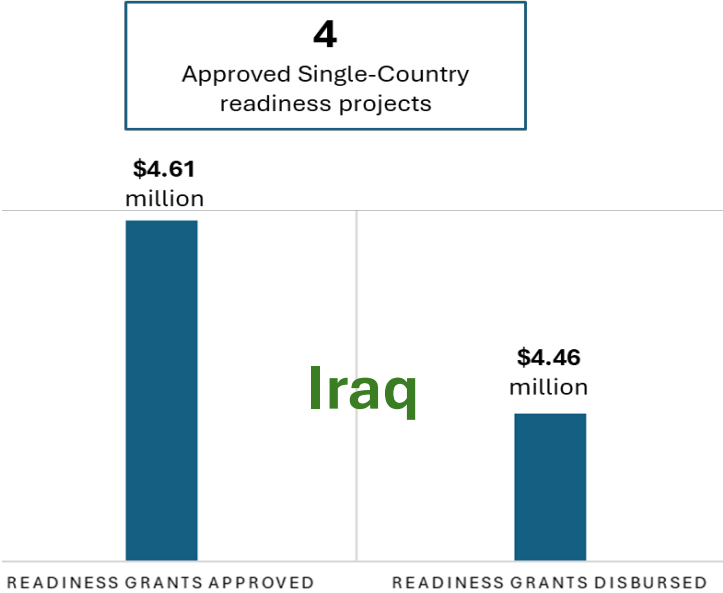 4
Approved Single-Country
readiness projects
$4.61
million
Iraq
$4.46
million
READINESS GRANTS APPROVED
READINESS GRANTS DISBURSED